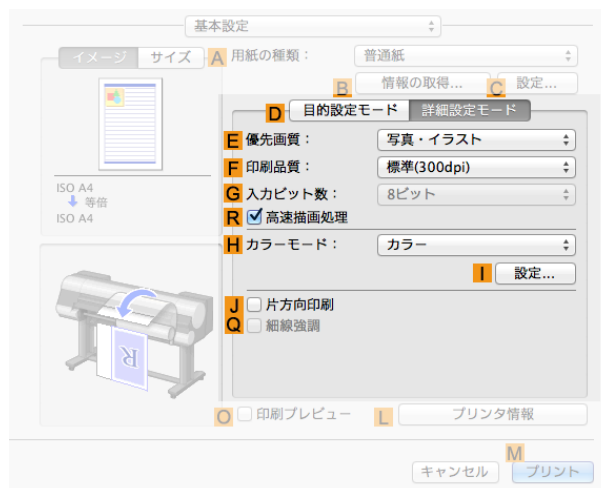 基本設定
イメージ サイズ A 用紙の種類： 普通紙
B 情報の取得... C 設定...
D 目的設定モード 詳細設定モード
E 優先画質： 写真・イラスト
F 印刷品質： 標準(300dpi)
G 入力ビット数： 8ビット
R 高速描画処理
H カラーモード： カラー
I 設定...
J 片方向印刷
Q 細線強調
ISO A4
等倍
ISO A4
R
O 印刷プレビュー L プリンタ情報
M
キャンセル プリント